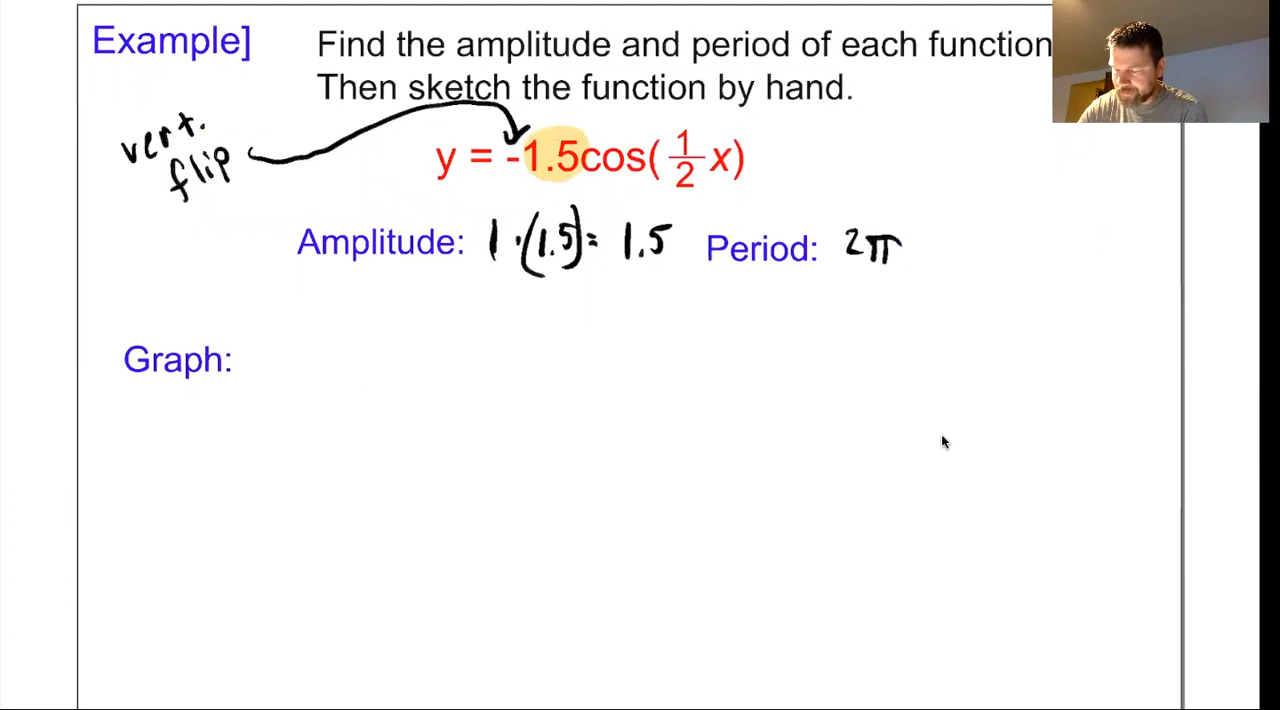 Example] Find the amplitude and period of each function
Then sketch the function by hand.
vert.
flip
y = -1.5cos( 1/2 x)
Amplitude: 1 · (1.5) = 1.5 Period: 2π
Graph: